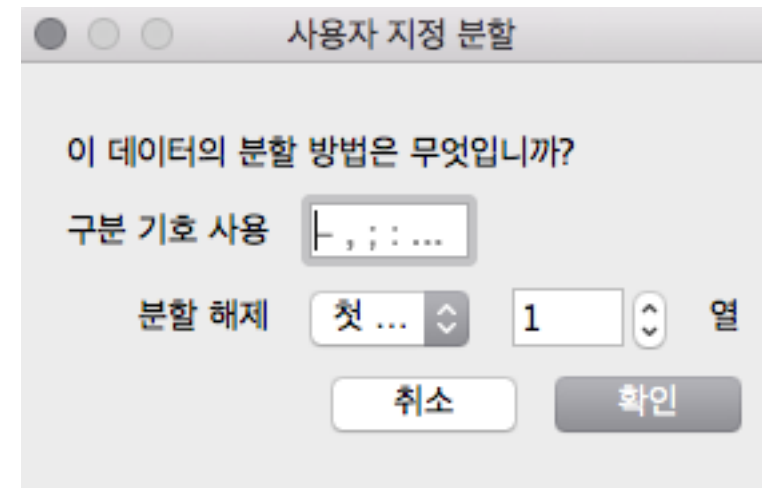 사용자 지정 분할
이 데이터의 분할 방법은 무엇입니까?
구분 기호 사용 - , ; : ...
분할 해제 첫 ... 1 열
취소 확인